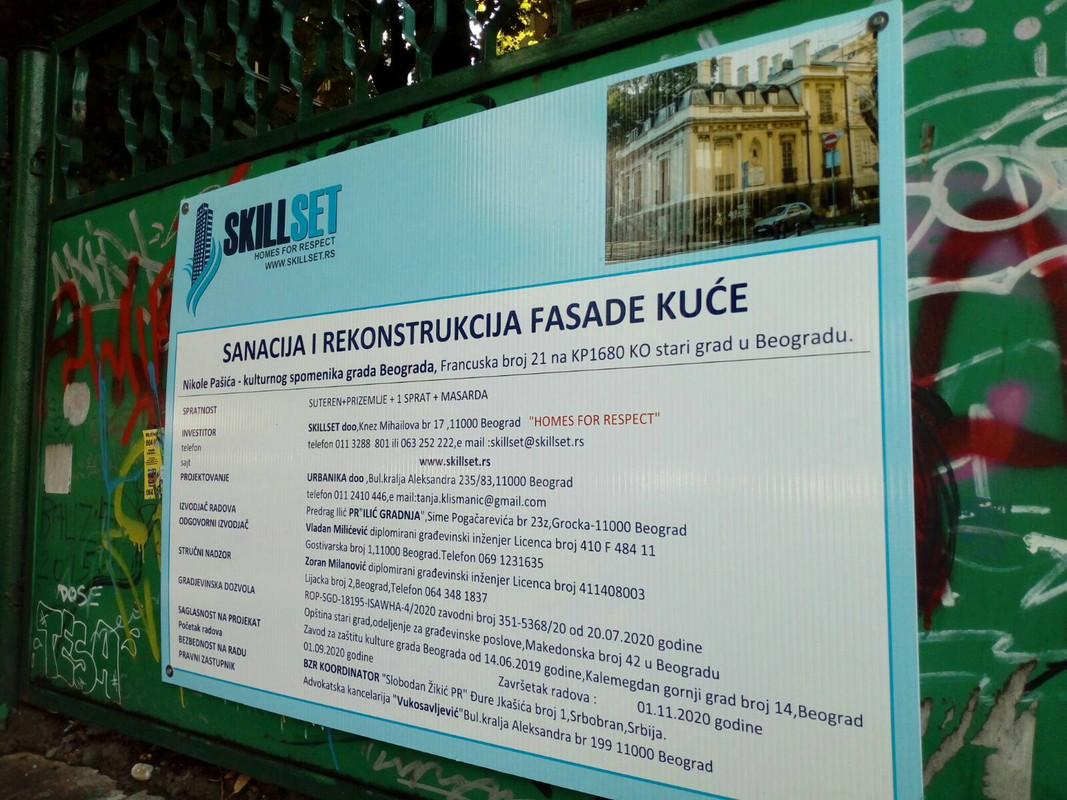 SKILLSET
HOMES FOR RESPECT
WWW.SKILLSET.RS
SANACIJA I REKONSTRUKCIJA FASADE KUĆE
Nikole Pašića - kulturnog spomenika grada Beograda, Francuska broj 21 na KP1680 KO stari grad u Beogradu.
SPRATNOST SUTEREN+PRIZEMLJE + 1 SPRAT + MASARDA
INVESTITOR SKILLSET doo,Knez Mihailova br 17 ,11000 Beograd "HOMES FOR RESPECT"
telefon telefon 011 3288 801 ili 063 252 222,e mail :skillset@skillset.rs
sajt www.skillset.rs
PROJEKTOVANJE URBANIKA doo ,Bul.kralja Aleksandra 235/83,11000 Beograd
telefon 011 2410 446,e mail:tanja.klismanic@gmail.com
IZVODJAČ RADOVA Predrag Ilić PR"ILIĆ GRADNJA",Sime Pogačarevića br 23z,Grocka-11000 Beograd
ODGOVORNI IZVODJAČ Vladan Milićević diplomirani građevinski inženjer Licenca broj 410 F 484 11
Gostivarska broj 1,11000 Beograd.Telefon 069 1231635
STRUČNI NADZOR Zoran Milanović diplomirani građevinski inženjer Licenca broj 411408003
Lijacka broj 2,Beograd,Telefon 064 348 1837
GRADJEVINSKA DOZVOLA ROP-SGD-18195-ISAWHA-4/2020 zavodni broj 351-5368/20 od 20.07.2020 godine
Opština stari grad,odeljenje za građevinske poslove,Makedonska broj 42 u Beogradu
SAGLASNOST NA PROJEKAT Zavod za zaštitu kulture grada Beograda od 14.06.2019 godine,Kalemegdan gornji grad broj 14,Beograd
Početak radova 01.09.2020 godine Završetak radova : 01.11.2020 godine
BEZBEDNOST NA RADU BZR KOORDINATOR "Slobodan Žikić PR" Đure Jkašića broj 1,Srbobran,Srbija.
PRAVNI ZASTUPNIK Advokatska kancelarija "Vukosavljević"Bul.kralja Aleksandra br 199 11000 Beograd
DOSE